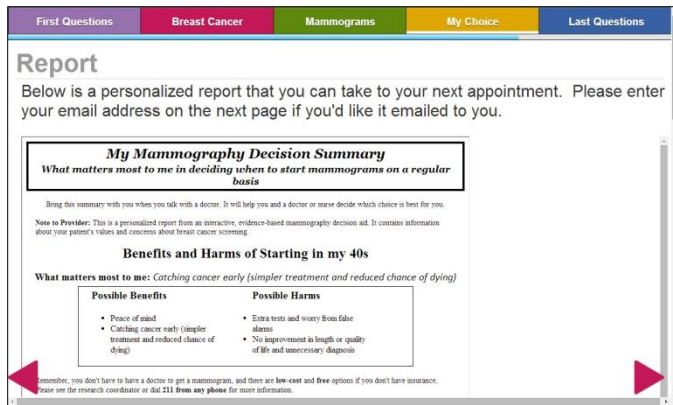 First Questions Breast Cancer Mammograms My Choice Last Questions
Report
Below is a personalized report that you can take to your next appointment. Please enter
your email address on the next page if you'd like it emailed to you.
My Mammography Decision Summary
What matters most to me in deciding when to start mammograms on a regular
basis
Bring this summary with you when you talk with a doctor. It will help you and a doctor or nurse decide which choice is best for you.
Note to Provider: This is a personalized report from an interactive, evidence-based mammography decision aid. It contains information
about your patient's values and concerns about breast cancer screening.
Benefits and Harms of Starting in my 40s
What matters most to me: Catching cancer early (simpler treatment and reduced chance of dying)
Possible Benefits
• Peace of mind
• Catching cancer early (simpler
treatment and reduced chance of
dying)
Possible Harms
• Extra tests and worry from false
alarms
• No improvement in length or quality
of life and unnecessary diagnosis
Remember, you don't have to have a doctor to get a mammogram, and there are low-cost and free options if you don't have insurance.
Please see the research coordinator or dial 211 from any phone for more information.